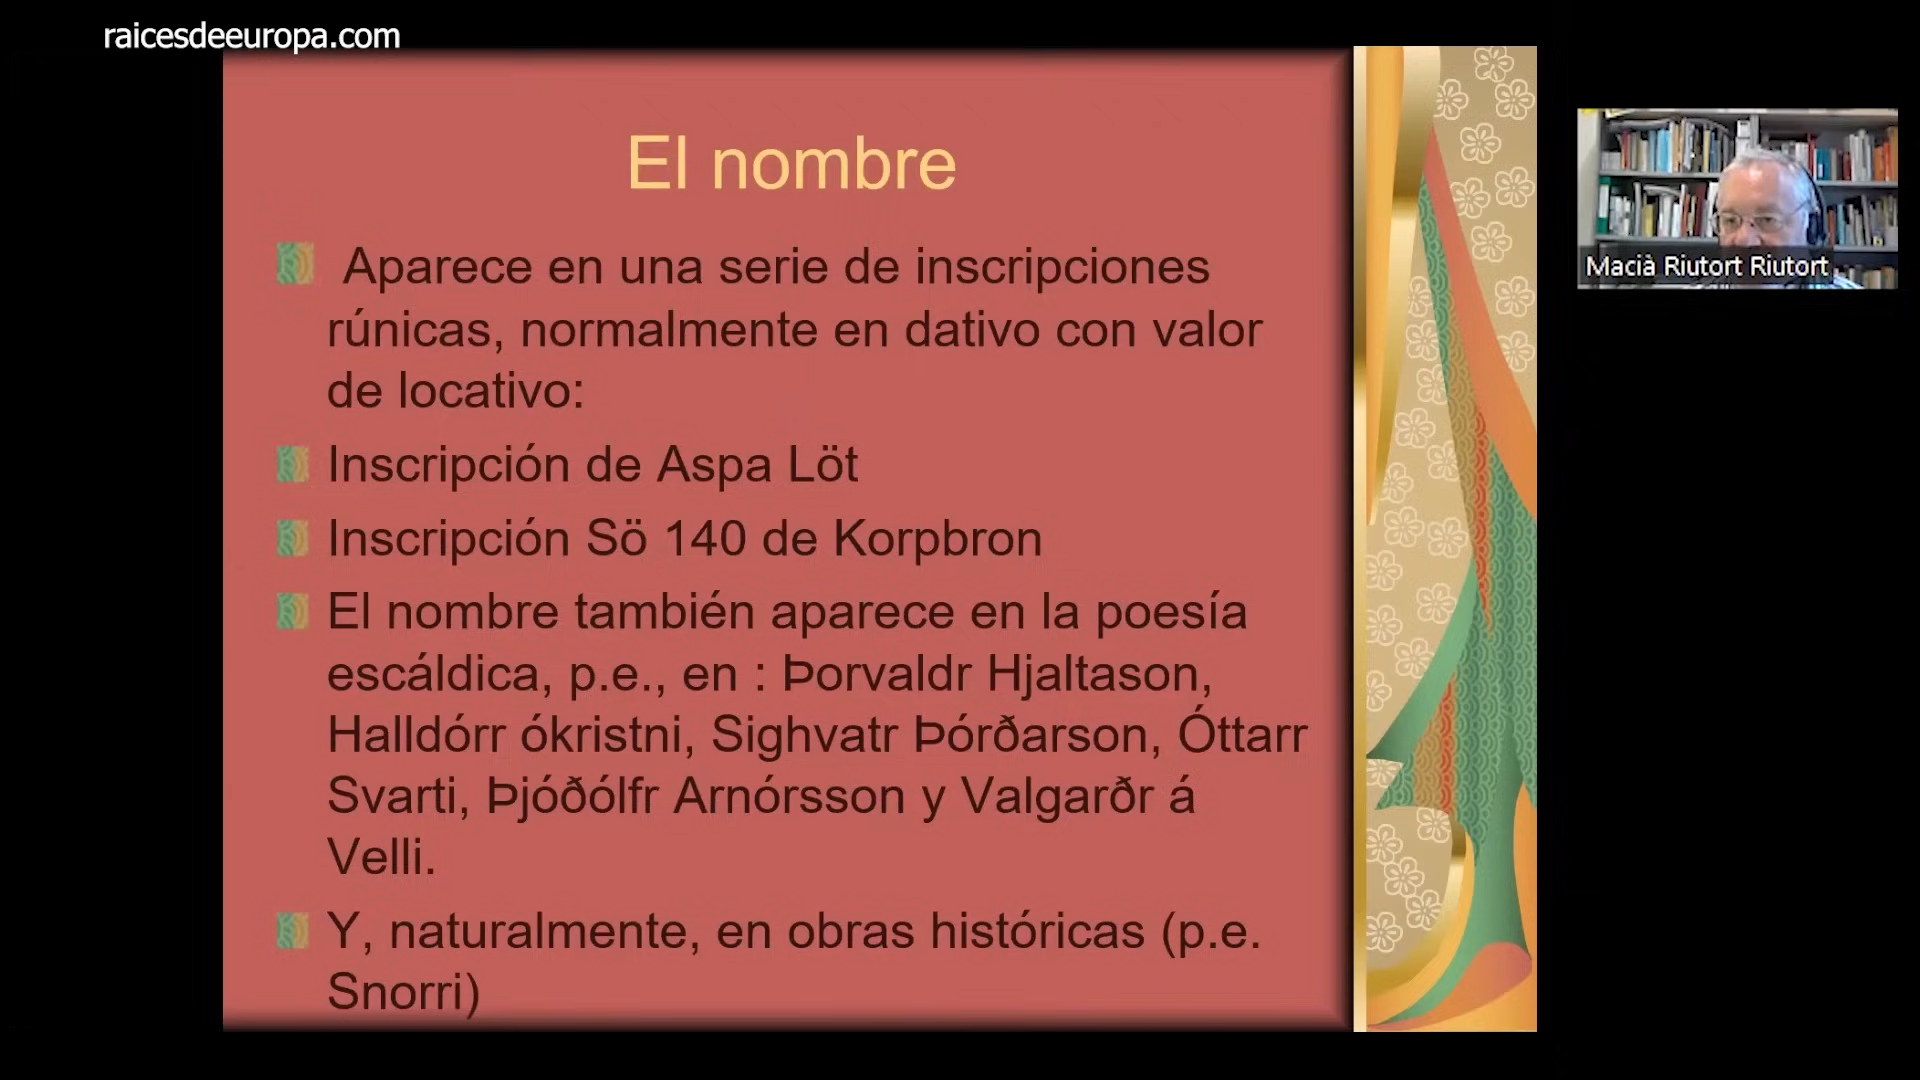 raicesdeeuropa.com
El nombre
Aparece en una serie de inscripciones
rúnicas, normalmente en dativo con valor
de locativo:
Inscripción de Aspa Löt
Inscripción Sö 140 de Korpbron
El nombre también aparece en la poesía
escáldica, p.e., en : Þorvaldr Hjaltason,
Halldórr ókristni, Sighvatr Þórðarson, Óttarr
Svarti, Þjóðólfr Arnórsson y Valgarðr á
Velli.
Y, naturalmente, en obras históricas (p.e.
Snorri)
Macià Riutort Riutort